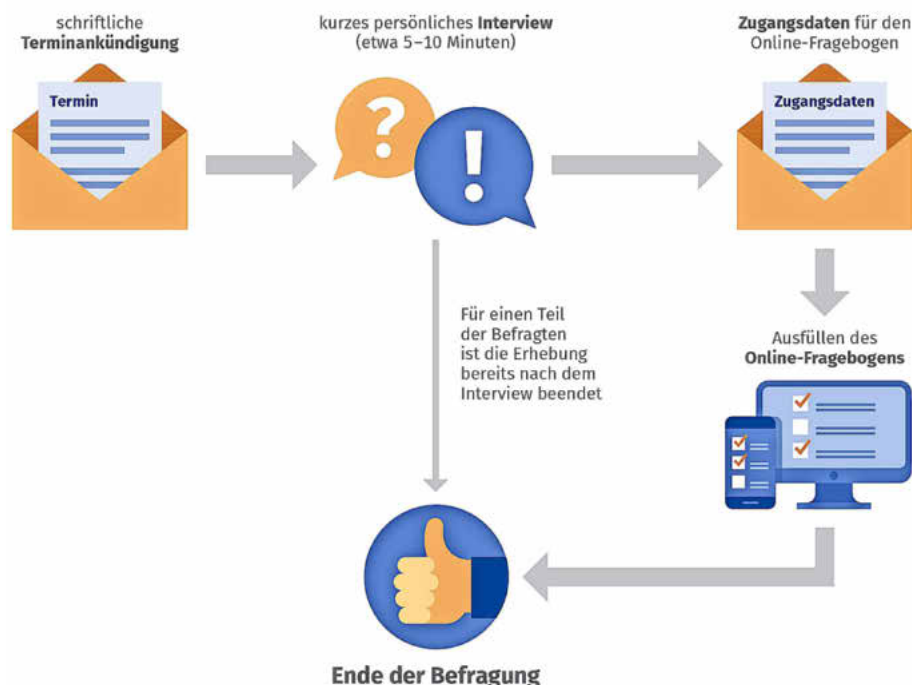 schriftliche
Terminankündigung
Termin
kurzes persönliches Interview
(etwa 5–10 Minuten)
Zugangsdaten für den
Online-Fragebogen
Zugangsdaten
Für einen Teil
der Befragten
ist die Erhebung
bereits nach dem
Interview beendet
Ausfüllen des
Online-Fragebogens
Ende der Befragung